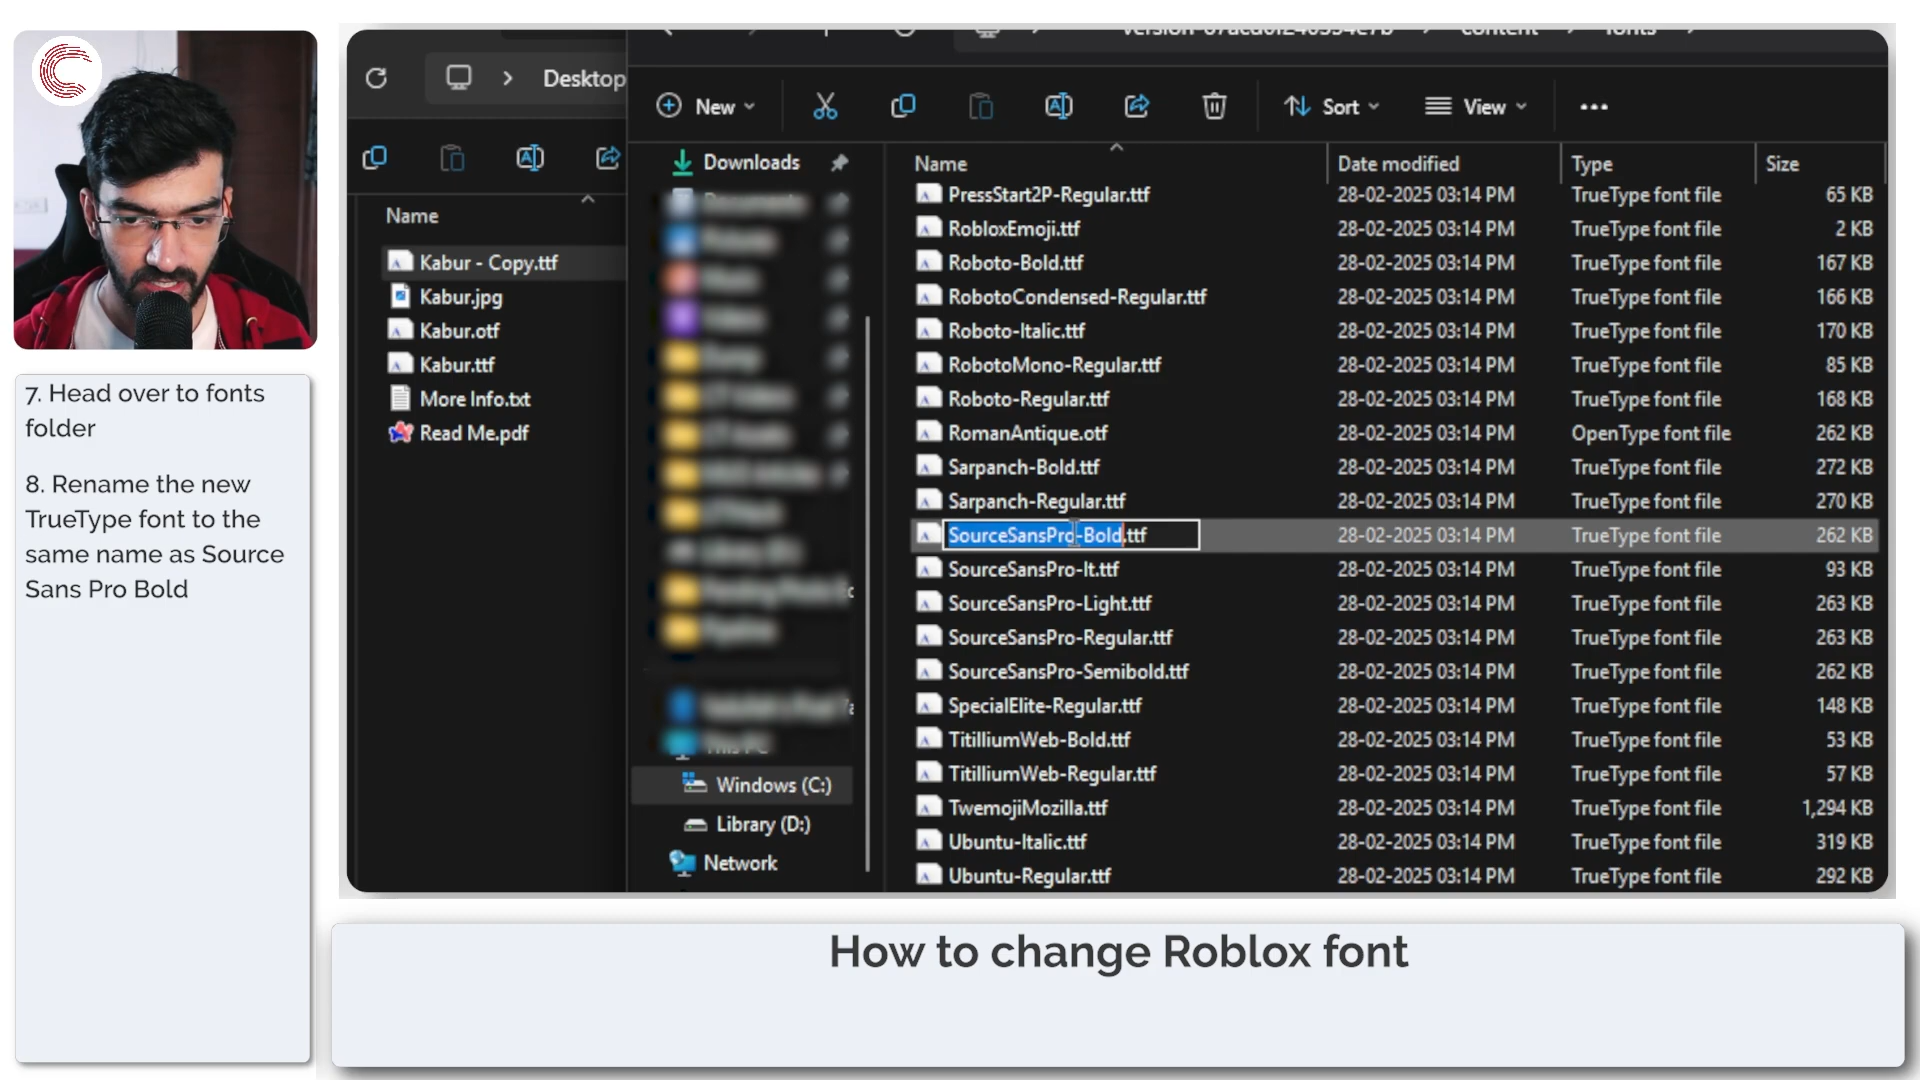 7. Head over to fonts
folder
8. Rename the new
TrueType font to the
same name as Source
Sans Pro Bold
Desktop
Name
Kabur - Copy.ttf
Kabur.jpg
Kabur.otf
Kabur.ttf
More Info.txt
Read Me.pdf
content fonts
New Sort View
Downloads
This PC
Windows (C:)
Library (D:)
Network
Name Date modified Type Size
PressStart2P-Regular.ttf 28-02-2025 03:14 PM TrueType font file 65 KB
RobloxEmoji.ttf 28-02-2025 03:14 PM TrueType font file 2 KB
Roboto-Bold.ttf 28-02-2025 03:14 PM TrueType font file 167 KB
RobotoCondensed-Regular.ttf 28-02-2025 03:14 PM TrueType font file 166 KB
Roboto-Italic.ttf 28-02-2025 03:14 PM TrueType font file 170 KB
RobotoMono-Regular.ttf 28-02-2025 03:14 PM TrueType font file 85 KB
Roboto-Regular.ttf 28-02-2025 03:14 PM TrueType font file 168 KB
RomanAntique.otf 28-02-2025 03:14 PM OpenType font file 262 KB
Sarpanch-Bold.ttf 28-02-2025 03:14 PM TrueType font file 272 KB
Sarpanch-Regular.ttf 28-02-2025 03:14 PM TrueType font file 270 KB
SourceSansPro-Bold.ttf 28-02-2025 03:14 PM TrueType font file 262 KB
SourceSansPro-It.ttf 28-02-2025 03:14 PM TrueType font file 93 KB
SourceSansPro-Light.ttf 28-02-2025 03:14 PM TrueType font file 263 KB
SourceSansPro-Regular.ttf 28-02-2025 03:14 PM TrueType font file 263 KB
SourceSansPro-Semibold.ttf 28-02-2025 03:14 PM TrueType font file 262 KB
SpecialElite-Regular.ttf 28-02-2025 03:14 PM TrueType font file 148 KB
TitilliumWeb-Bold.ttf 28-02-2025 03:14 PM TrueType font file 53 KB
TitilliumWeb-Regular.ttf 28-02-2025 03:14 PM TrueType font file 57 KB
TwemojiMozilla.ttf 28-02-2025 03:14 PM TrueType font file 1,294 KB
Ubuntu-Italic.ttf 28-02-2025 03:14 PM TrueType font file 319 KB
Ubuntu-Regular.ttf 28-02-2025 03:14 PM TrueType font file 292 KB
How to change Roblox font